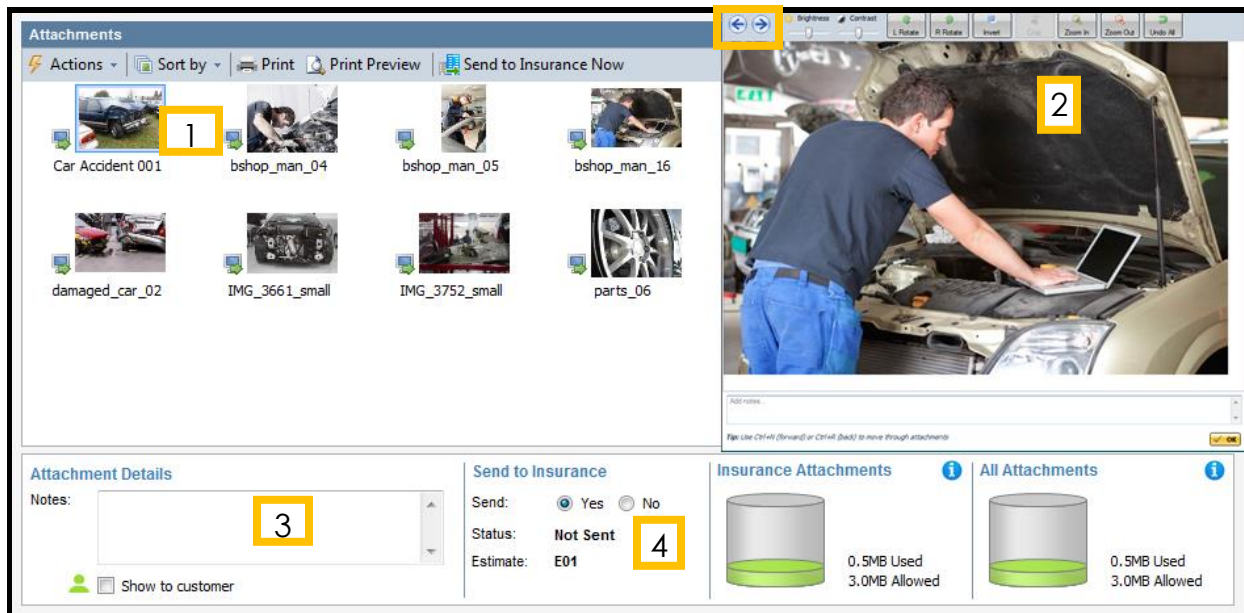 Attachments
Actions Sort by Print Print Preview Send to Insurance Now
1
Car Accident 001 bshop_man_04 bshop_man_05 bshop_man_16
damaged_car_02 IMG_3661_small IMG_3752_small parts_06
Brightness Contrast L Rotate R Rotate Invert Crop Zoom In Zoom Out Undo All
EXIT
2
Add notes...
Tip: Use Ctrl+N (forward) or Ctrl+R (back) to move through attachments
OK
Attachment Details
Notes:
3
Show to customer
Send to Insurance
Send: Yes No
Status: Not Sent
Estimate: E01
4
Insurance Attachments
0.5MB Used
3.0MB Allowed
All Attachments
0.5MB Used
3.0MB Allowed